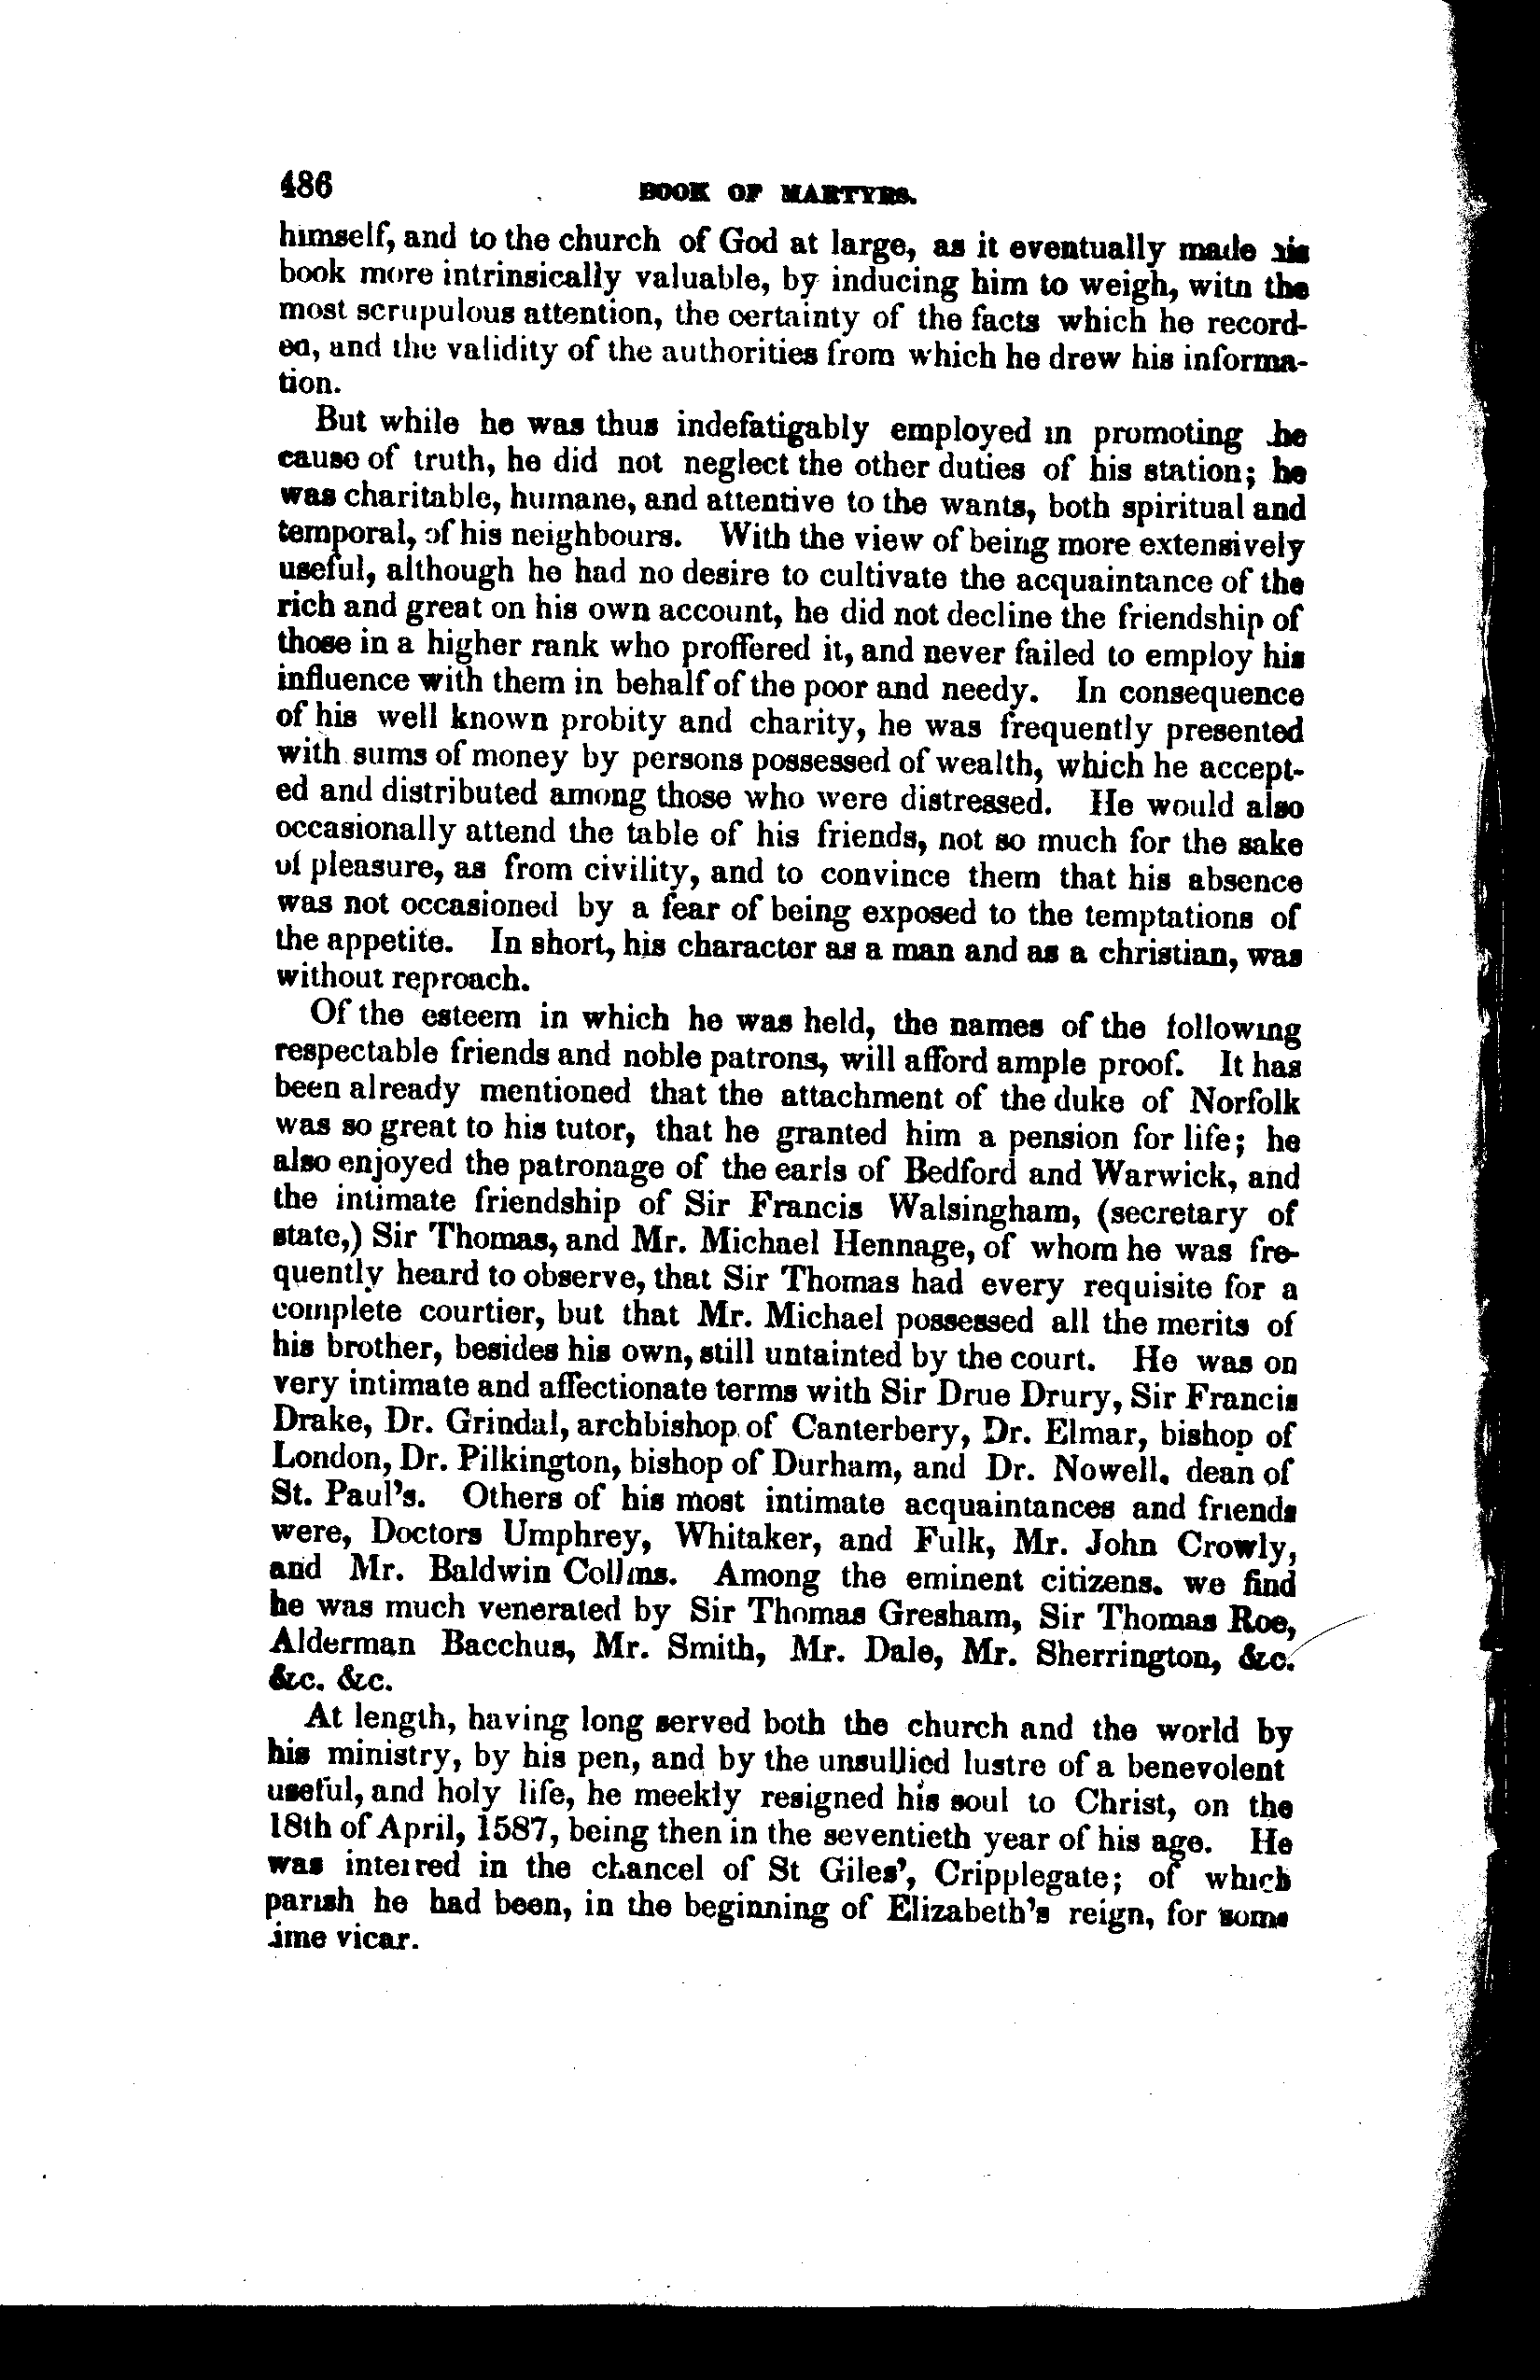 486 BOOK OF MARTYRS.
himself, and to the church of God at large, as it eventually made his
book more intrinsically valuable, by inducing him to weigh, with the
most scrupulous attention, the certainty of the facts which he record-
ed, and the validity of the authorities from which he drew his informa-
tion.
But while he was thus indefatigably employed in promoting the
cause of truth, he did not neglect the other duties of his station; he
was charitable, humane, and attentive to the wants, both spiritual and
temporal, of his neighbours. With the view of being more extensively
useful, although he had no desire to cultivate the acquaintance of the
rich and great on his own account, he did not decline the friendship of
those in a higher rank who proffered it, and never failed to employ his
influence with them in behalf of the poor and needy. In consequence
of his well known probity and charity, he was frequently presented
with sums of money by persons possessed of wealth, which he accept-
ed and distributed among those who were distressed. He would also
occasionally attend the table of his friends, not so much for the sake
of pleasure, as from civility, and to convince them that his absence
was not occasioned by a fear of being exposed to the temptations of
the appetite. In short, his character as a man and as a christian, was
without reproach.
Of the esteem in which he was held, the names of the following
respectable friends and noble patrons, will afford ample proof. It has
been already mentioned that the attachment of the duke of Norfolk
was so great to his tutor, that he granted him a pension for life; he
also enjoyed the patronage of the earls of Bedford and Warwick, and
the intimate friendship of Sir Francis Walsingham, (secretary of
state,) Sir Thomas, and Mr. Michael Hennage, of whom he was fre-
quently heard to observe, that Sir Thomas had every requisite for a
complete courtier, but that Mr. Michael possessed all the merits of
his brother, besides his own, still untainted by the court. He was on
very intimate and affectionate terms with Sir Drue Drury, Sir Francis
Drake, Dr. Grindal, archbishop of Canterbery, Dr. Elmar, bishop of
London, Dr. Pilkington, bishop of Durham, and Dr. Nowell, dean of
St. Paul's. Others of his most intimate acquaintances and friends
were, Doctors Umphrey, Whitaker, and Fulk, Mr. John Crowly,
and Mr. Baldwin Collins. Among the eminent citizens. we find
he was much venerated by Sir Thomas Gresham, Sir Thomas Roe,
Alderman Bacchus, Mr. Smith, Mr. Dale, Mr. Sherrington, &c.
&c. &c.
At length, having long served both the church and the world by
his ministry, by his pen, and by the unsullied lustre of a benevolent
useful, and holy life, he meekly resigned his soul to Christ, on the
18th of April, 1587, being then in the seventieth year of his age. He
was interred in the chancel of St Giles', Cripplegate; of which
parish he had been, in the beginning of Elizabeth's reign, for some
time vicar.